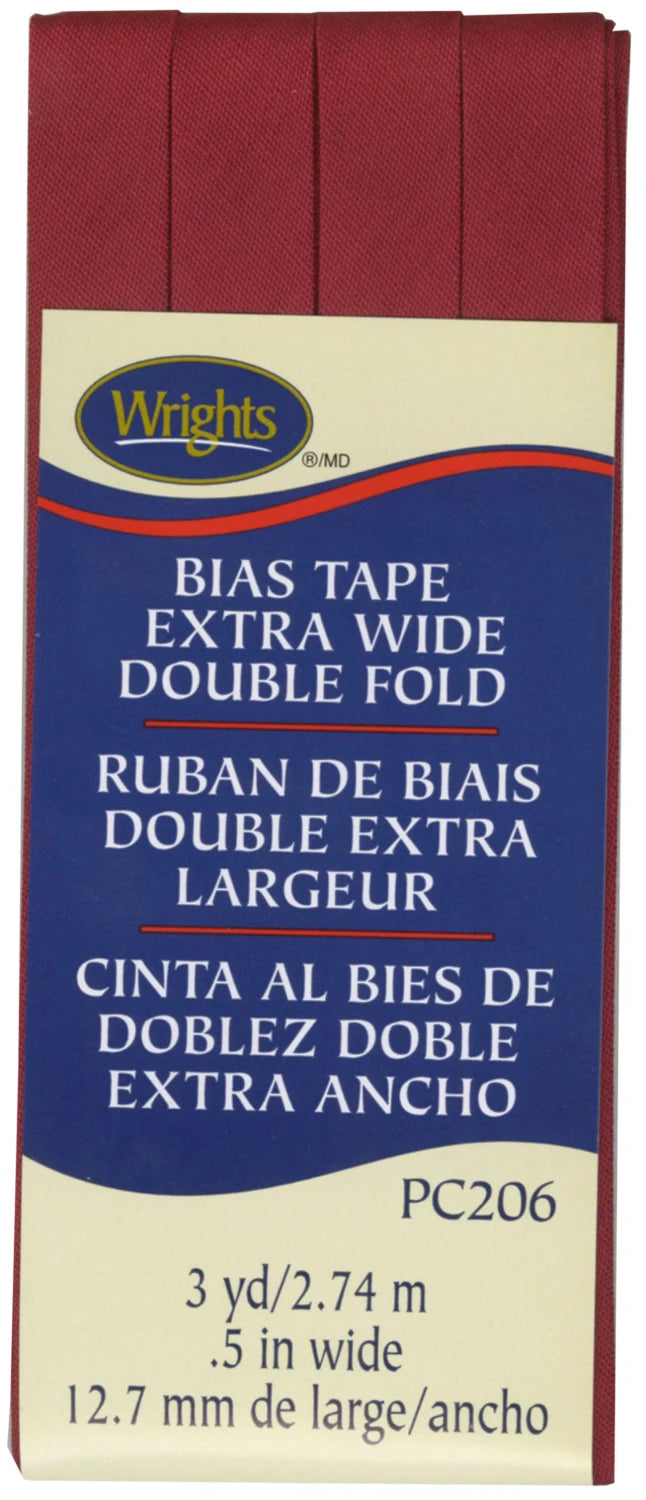 Wrights
®/MD
BIAS TAPE
EXTRA WIDE
DOUBLE FOLD
RUBAN DE BIAIS
DOUBLE EXTRA
LARGEUR
CINTA AL BIES DE
DOBLEZ DOBLE
EXTRA ANCHO
PC206
3 yd/2.74 m
.5 in wide
12.7 mm de large/ancho